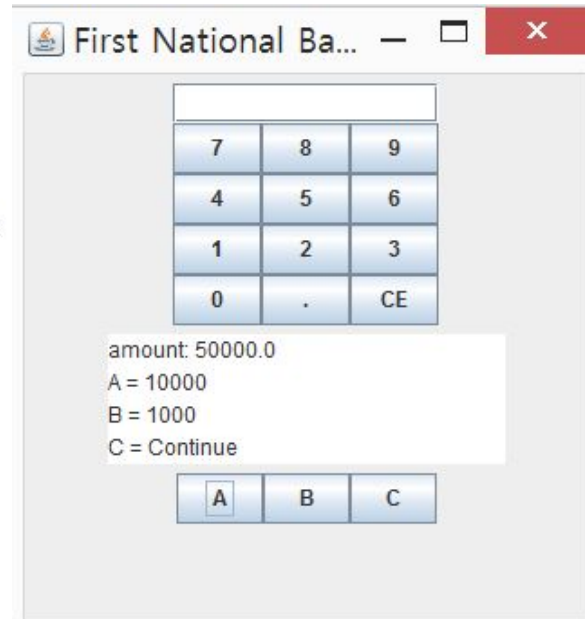 First National Ba...
7 8 9
4 5 6
1 2 3
0 . CE
amount: 50000.0
A = 10000
B = 1000
C = Continue
A B C